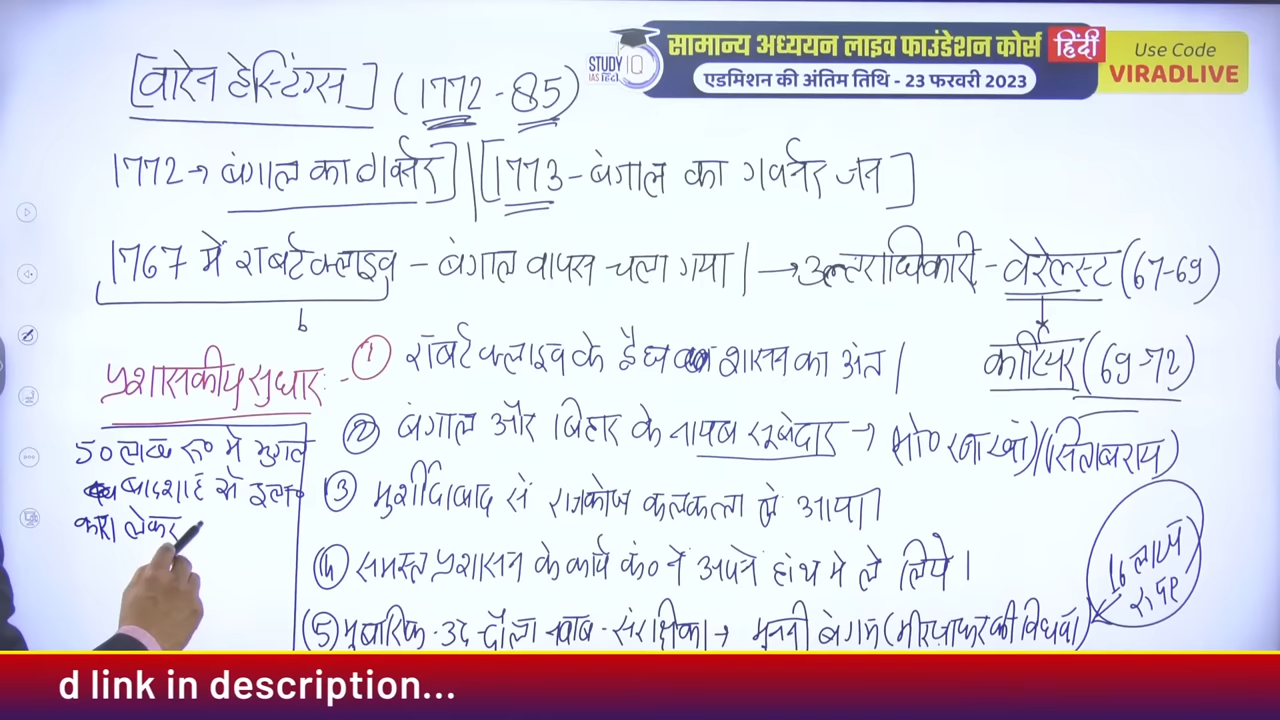 सामान्य अध्ययन लाइव फाउंडेशन कोर्स हिंदी
एडमिशन की अंतिम तिथि - 23 फरवरी 2023
Use Code
VIRADLIVE
STUDY IQ
IAS हिंदी
[वारेन हेस्टिंग्स] (1772 - 85)
1772 → बंगाल का गवर्नर] | [1773 - बंगाल का गवर्नर जन]
1767 में राबर्ट क्लाइव - बंगाल वापस चला गया | → उत्तराधिकारी - वेरेलस्ट (67-69)
कार्टियर (69-72)
प्रशासकीय सुधार: -
① रॉबर्ट क्लाइव के द्वैध शासन का अंत |
② बंगाल और बिहार के नायब सूबेदार → मो० रजा खां)/(सिताबराय)
③ मुर्शीदाबाद से राजकोष कलकत्ता ले आया |
④ समस्त प्रशासन के कार्य कं० ने अपने हाथ मे ले लिये |
(5) मुबारिक-उद-दौला नवाब - संरक्षिका → मुन्नी बेगम (मीरजाफर की विधवा)
16 लाख
रुपए
50 लाख रू० मे मुगल
बादशाह से इला०
करा लेकर
d link in description...